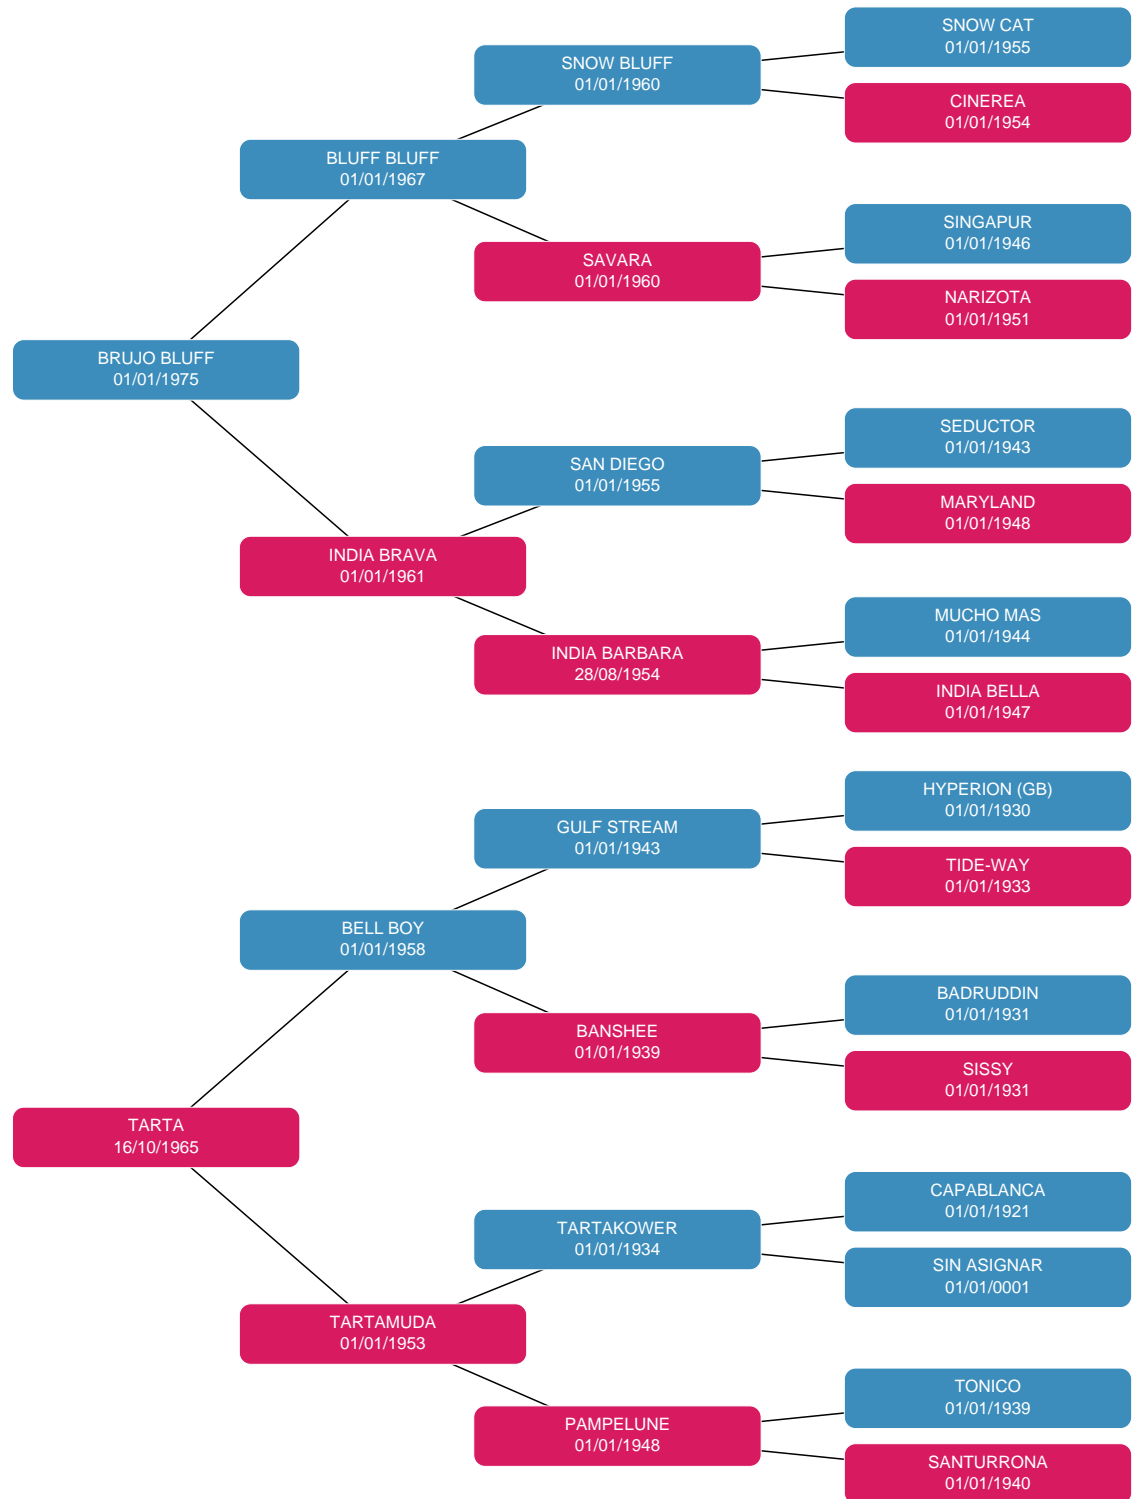 SNOW CAT
01/01/1955
SNOW BLUFF
01/01/1960
CINEREA
01/01/1954
BLUFF BLUFF
01/01/1967
SINGAPUR
01/01/1946
SAVARA
01/01/1960
NARIZOTA
01/01/1951
BRUJO BLUFF
01/01/1975
SEDUCTOR
01/01/1943
SAN DIEGO
01/01/1955
MARYLAND
01/01/1948
INDIA BRAVA
01/01/1961
MUCHO MAS
01/01/1944
INDIA BARBARA
28/08/1954
INDIA BELLA
01/01/1947
HYPERION (GB)
01/01/1930
GULF STREAM
01/01/1943
TIDE-WAY
01/01/1933
BELL BOY
01/01/1958
BADRUDDIN
01/01/1931
BANSHEE
01/01/1939
SISSY
01/01/1931
TARTA
16/10/1965
CAPABLANCA
01/01/1921
TARTAKOWER
01/01/1934
SIN ASIGNAR
01/01/0001
TARTAMUDA
01/01/1953
TONICO
01/01/1939
PAMPELUNE
01/01/1948
SANTURRONA
01/01/1940